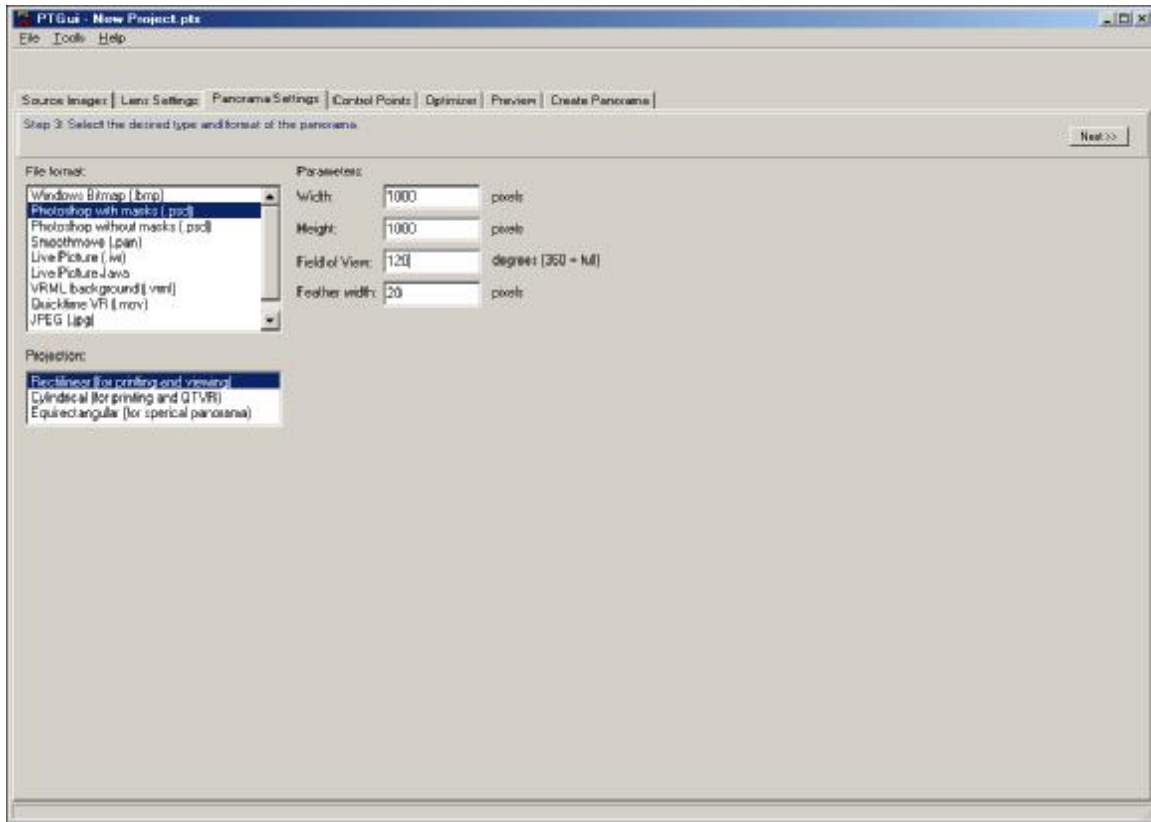 PTGui - New Project.pts
File Tools Help
Source Images Lens Settings Panorama Settings Control Points Optimizer Preview Create Panorama
Step 3: Select the desired type and format of the panorama.
Next >>
File format:
Windows Bitmap (.bmp)
Photoshop with masks (.psd)
Photoshop without masks (.psd)
Smoothmove (.pan)
Live Picture (.ivr)
Live Picture Java
VRML background (.vrml)
Quicktime VR (.mov)
JPEG (.jpg)
Parameters:
Width: 1000 pixels
Height: 1000 pixels
Field of View: 120 degrees (360 = full)
Feather width: 20 pixels
Projection:
Rectilinear (for printing and viewing)
Cylindrical (for printing and QTVR)
Equirectangular (for sperical panorama)